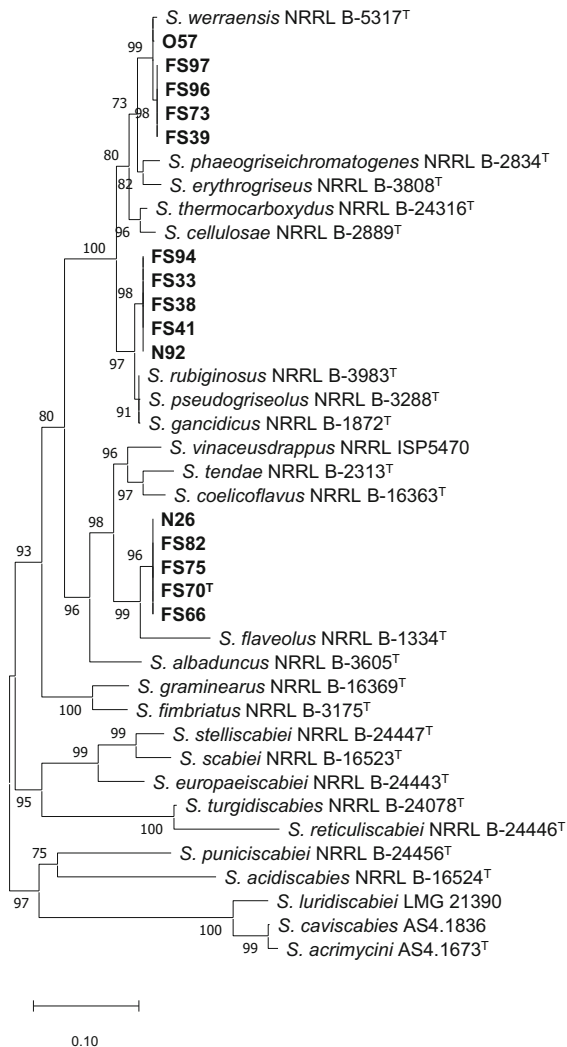 S. werraensis NRRL B-5317ᵀ
99
O57
FS97
FS96
73
98
FS73
FS39
80
S. phaeogriseichromatogenes NRRL B-2834ᵀ
82
S. erythrogriseus NRRL B-3808ᵀ
S. thermocarboxydus NRRL B-24316ᵀ
96
S. cellulosae NRRL B-2889ᵀ
100
FS94
FS33
98
FS38
FS41
N92
97
S. rubiginosus NRRL B-3983ᵀ
S. pseudogriseolus NRRL B-3288ᵀ
91
S. gancidicus NRRL B-1872ᵀ
80
96
S. vinaceusdrappus NRRL ISP5470
S. tendae NRRL B-2313ᵀ
97
S. coelicoflavus NRRL B-16363ᵀ
98
N26
FS82
93
96
FS75
FS70ᵀ
96
99
FS66
S. flaveolus NRRL B-1334ᵀ
S. albaduncus NRRL B-3605ᵀ
S. graminearus NRRL B-16369ᵀ
100
S. fimbriatus NRRL B-3175ᵀ
99
S. stelliscabiei NRRL B-24447ᵀ
99
S. scabiei NRRL B-16523ᵀ
S. europaeiscabiei NRRL B-24443ᵀ
95
S. turgidiscabies NRRL B-24078ᵀ
100
S. reticuliscabiei NRRL B-24446ᵀ
75
S. puniciscabiei NRRL B-24456ᵀ
S. acidiscabies NRRL B-16524ᵀ
97
S. luridiscabiei LMG 21390
100
S. caviscabies AS4.1836
99
S. acrimycini AS4.1673ᵀ
0.10